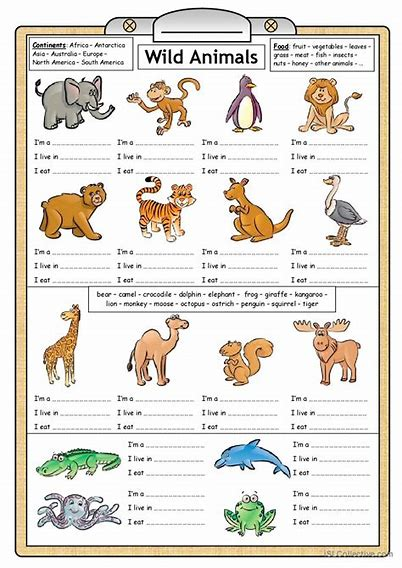 Continents: Africa - Antarctica
Asia - Australia - Europe -
North America - South America
Wild Animals
Food: fruit - vegetables - leaves -
grass - meat - fish - insects -
nuts - honey - other animals - ...
I'm a ............ I'm a ............ I'm a ............ I'm a ............
I live in ............ I live in ............ I live in ............ I live in ............
I eat ............ I eat ............ I eat ............ I eat ............
I'm a ............ I'm a ............ I'm a ............ I'm a ............
I live in ............ I live in ............ I live in ............ I live in ............
I eat ............ I eat ............ I eat ............ I eat ............
bear - camel - crocodile - dolphin - elephant - frog - giraffe - kangaroo -
lion - monkey - moose - octopus - ostrich - penguin - squirrel - tiger
I'm a ............ I'm a ............ I'm a ............ I'm a ............
I live in ............ I live in ............ I live in ............ I live in ............
I eat ............ I eat ............ I eat ............ I eat ............
I'm a ............ I'm a ............
I live in ............ I live in ............
I eat ............ I eat ............
I'm a ............ I'm a ............
I live in ............ I live in ............
I eat ............ I eat ............
iSLCollective.com